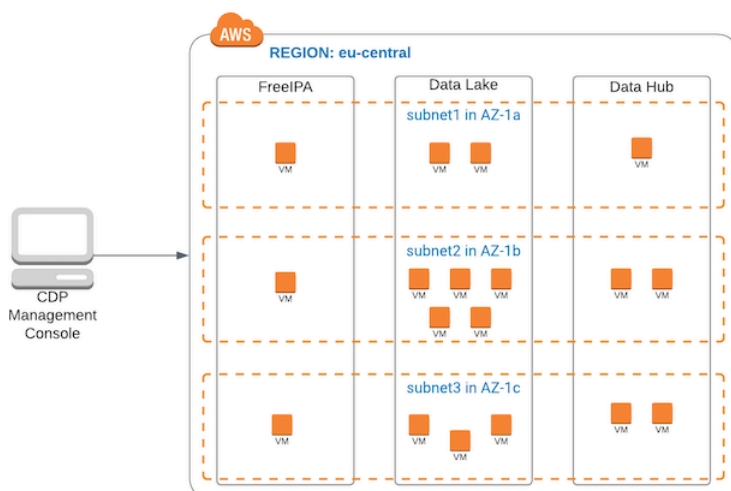 AWS
REGION: eu-central
FreeIPA
Data Lake
Data Hub
subnet1 in AZ-1a
VM
VM
VM
VM
subnet2 in AZ-1b
VM
VM
VM
VM
VM
VM
VM
VM
subnet3 in AZ-1c
VM
VM
VM
VM
VM
VM
CDP
Management
Console